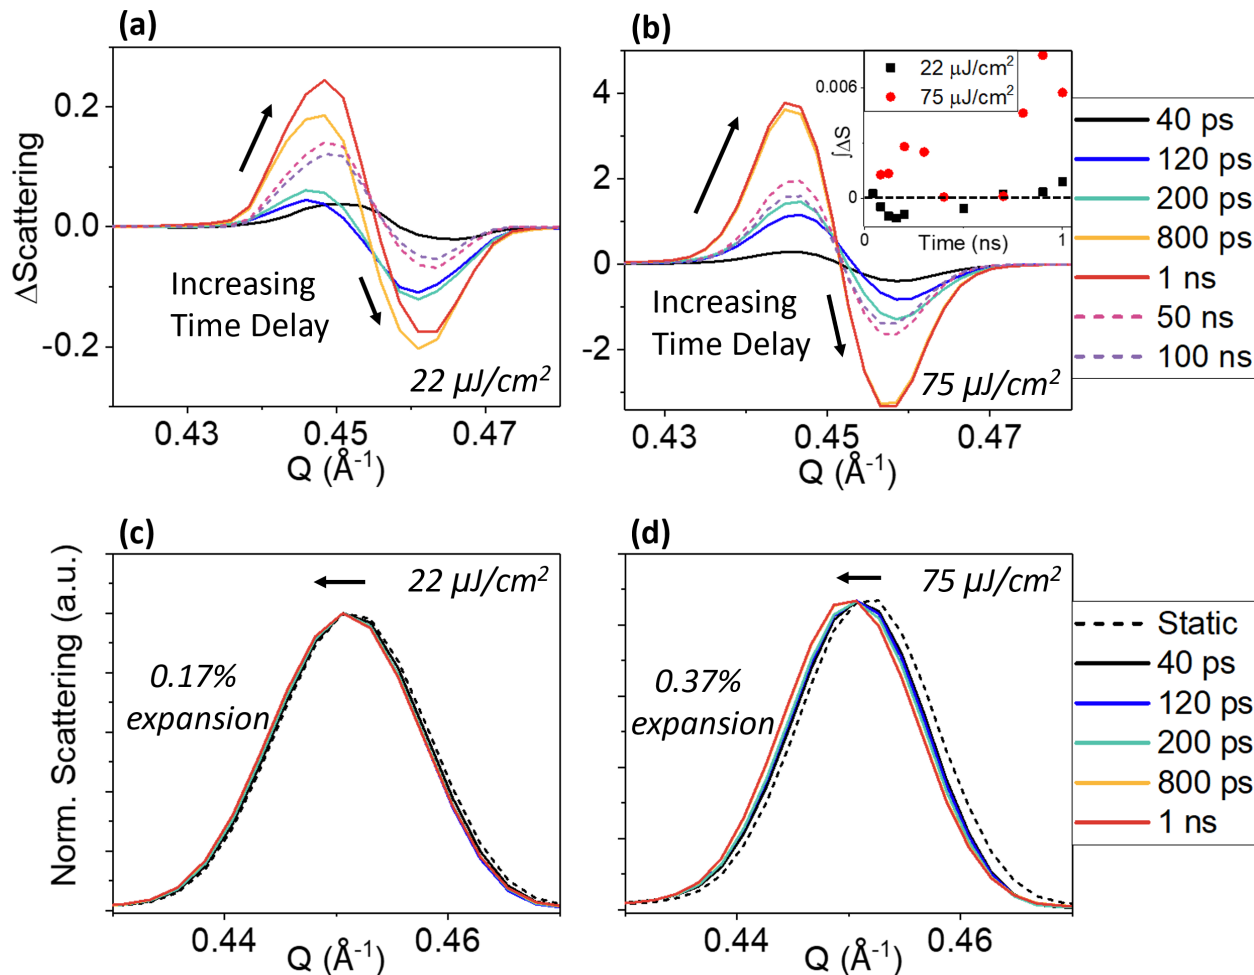 (a)
ΔScattering
0.2
0.0
-0.2
0.43
0.45
0.47
Q (Å-1)
Increasing
Time Delay
22 μJ/cm2
(b)
4
2
0
-2
0.43
0.45
0.47
Q (Å-1)
Increasing
Time Delay
75 μJ/cm2
22 μJ/cm2
75 μJ/cm2
0.006
∫ΔS
0
0
1
Time (ns)
40 ps
120 ps
200 ps
800 ps
1 ns
50 ns
100 ns
(c)
Norm. Scattering (a.u.)
22 μJ/cm2
0.17%
expansion
0.44
0.46
Q (Å-1)
(d)
75 μJ/cm2
0.37%
expansion
0.44
0.46
Q (Å-1)
Static
40 ps
120 ps
200 ps
800 ps
1 ns